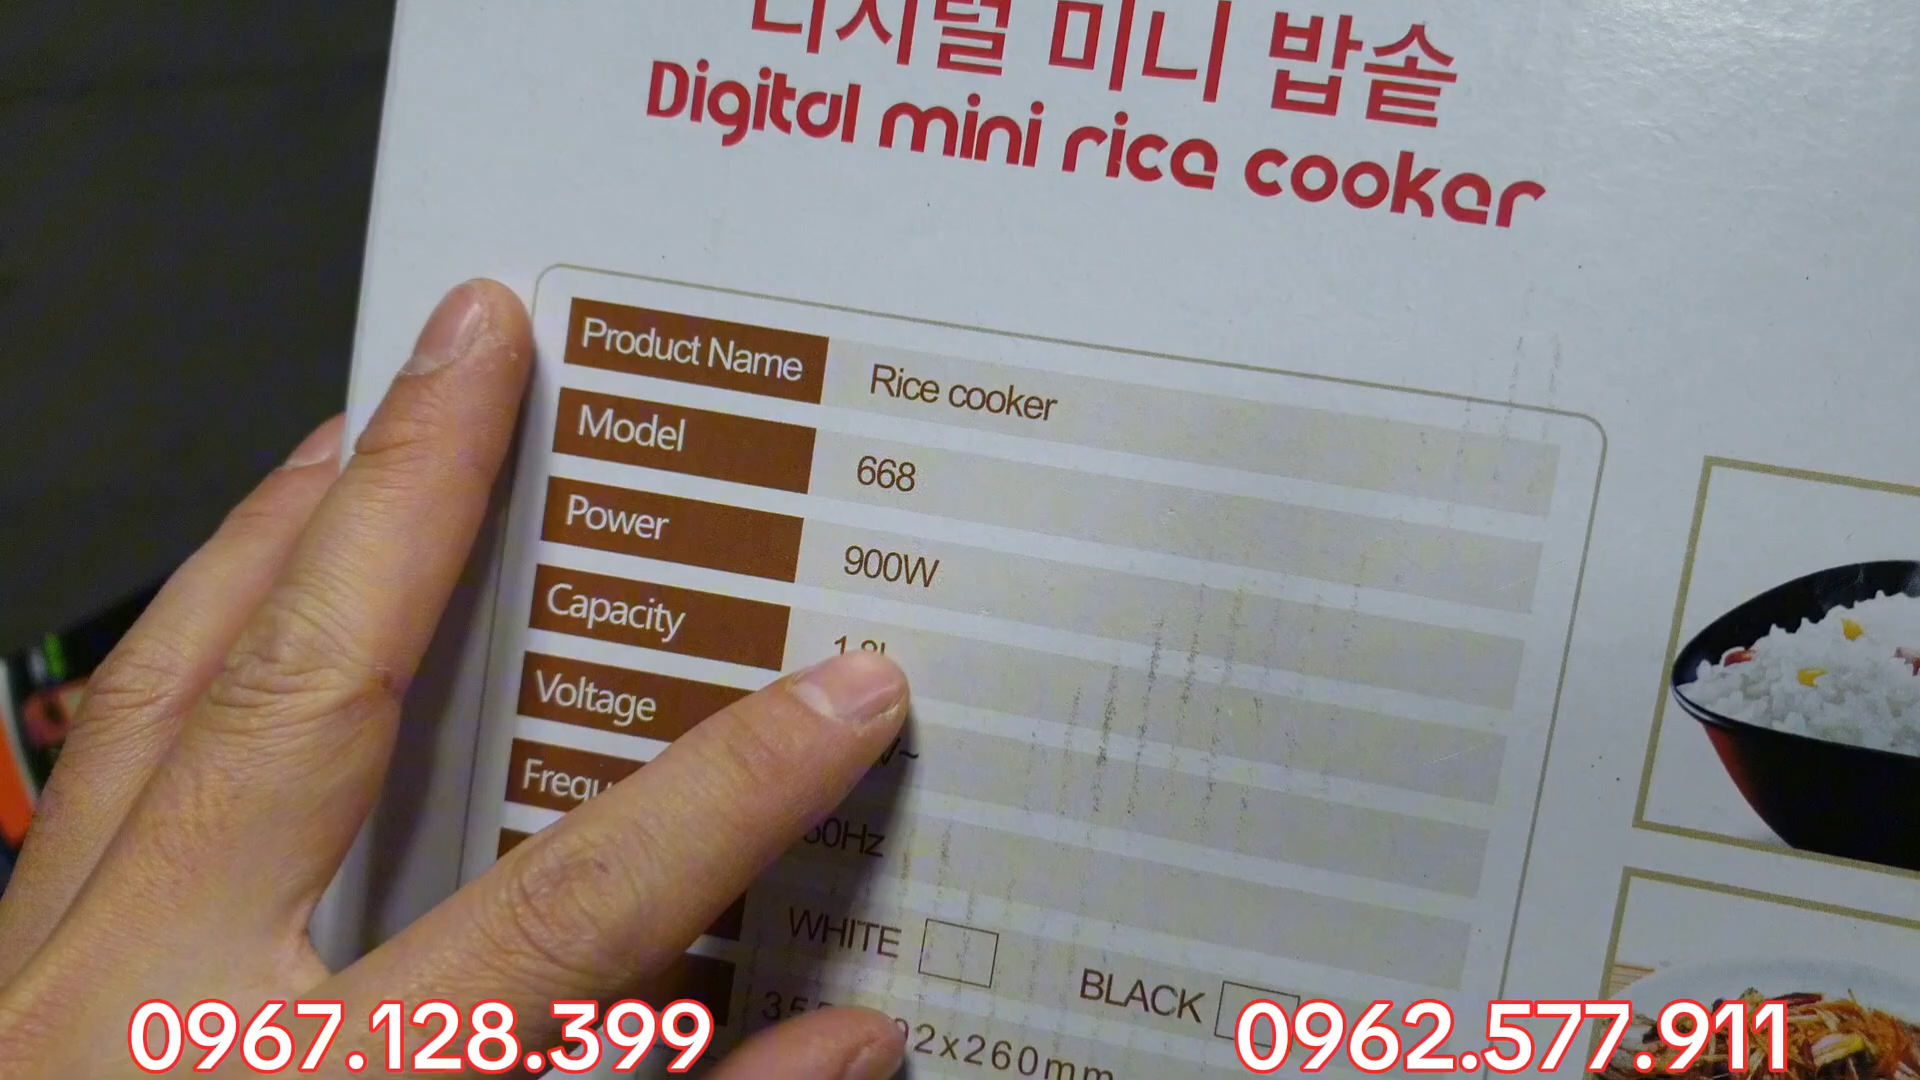 디지털 미니 밥솥
Digital mini rice cooker
Product Name Rice cooker
Model 668
Power 900W
Capacity
Voltage
WHITE BLACK
0967.128.399 0962.577.911